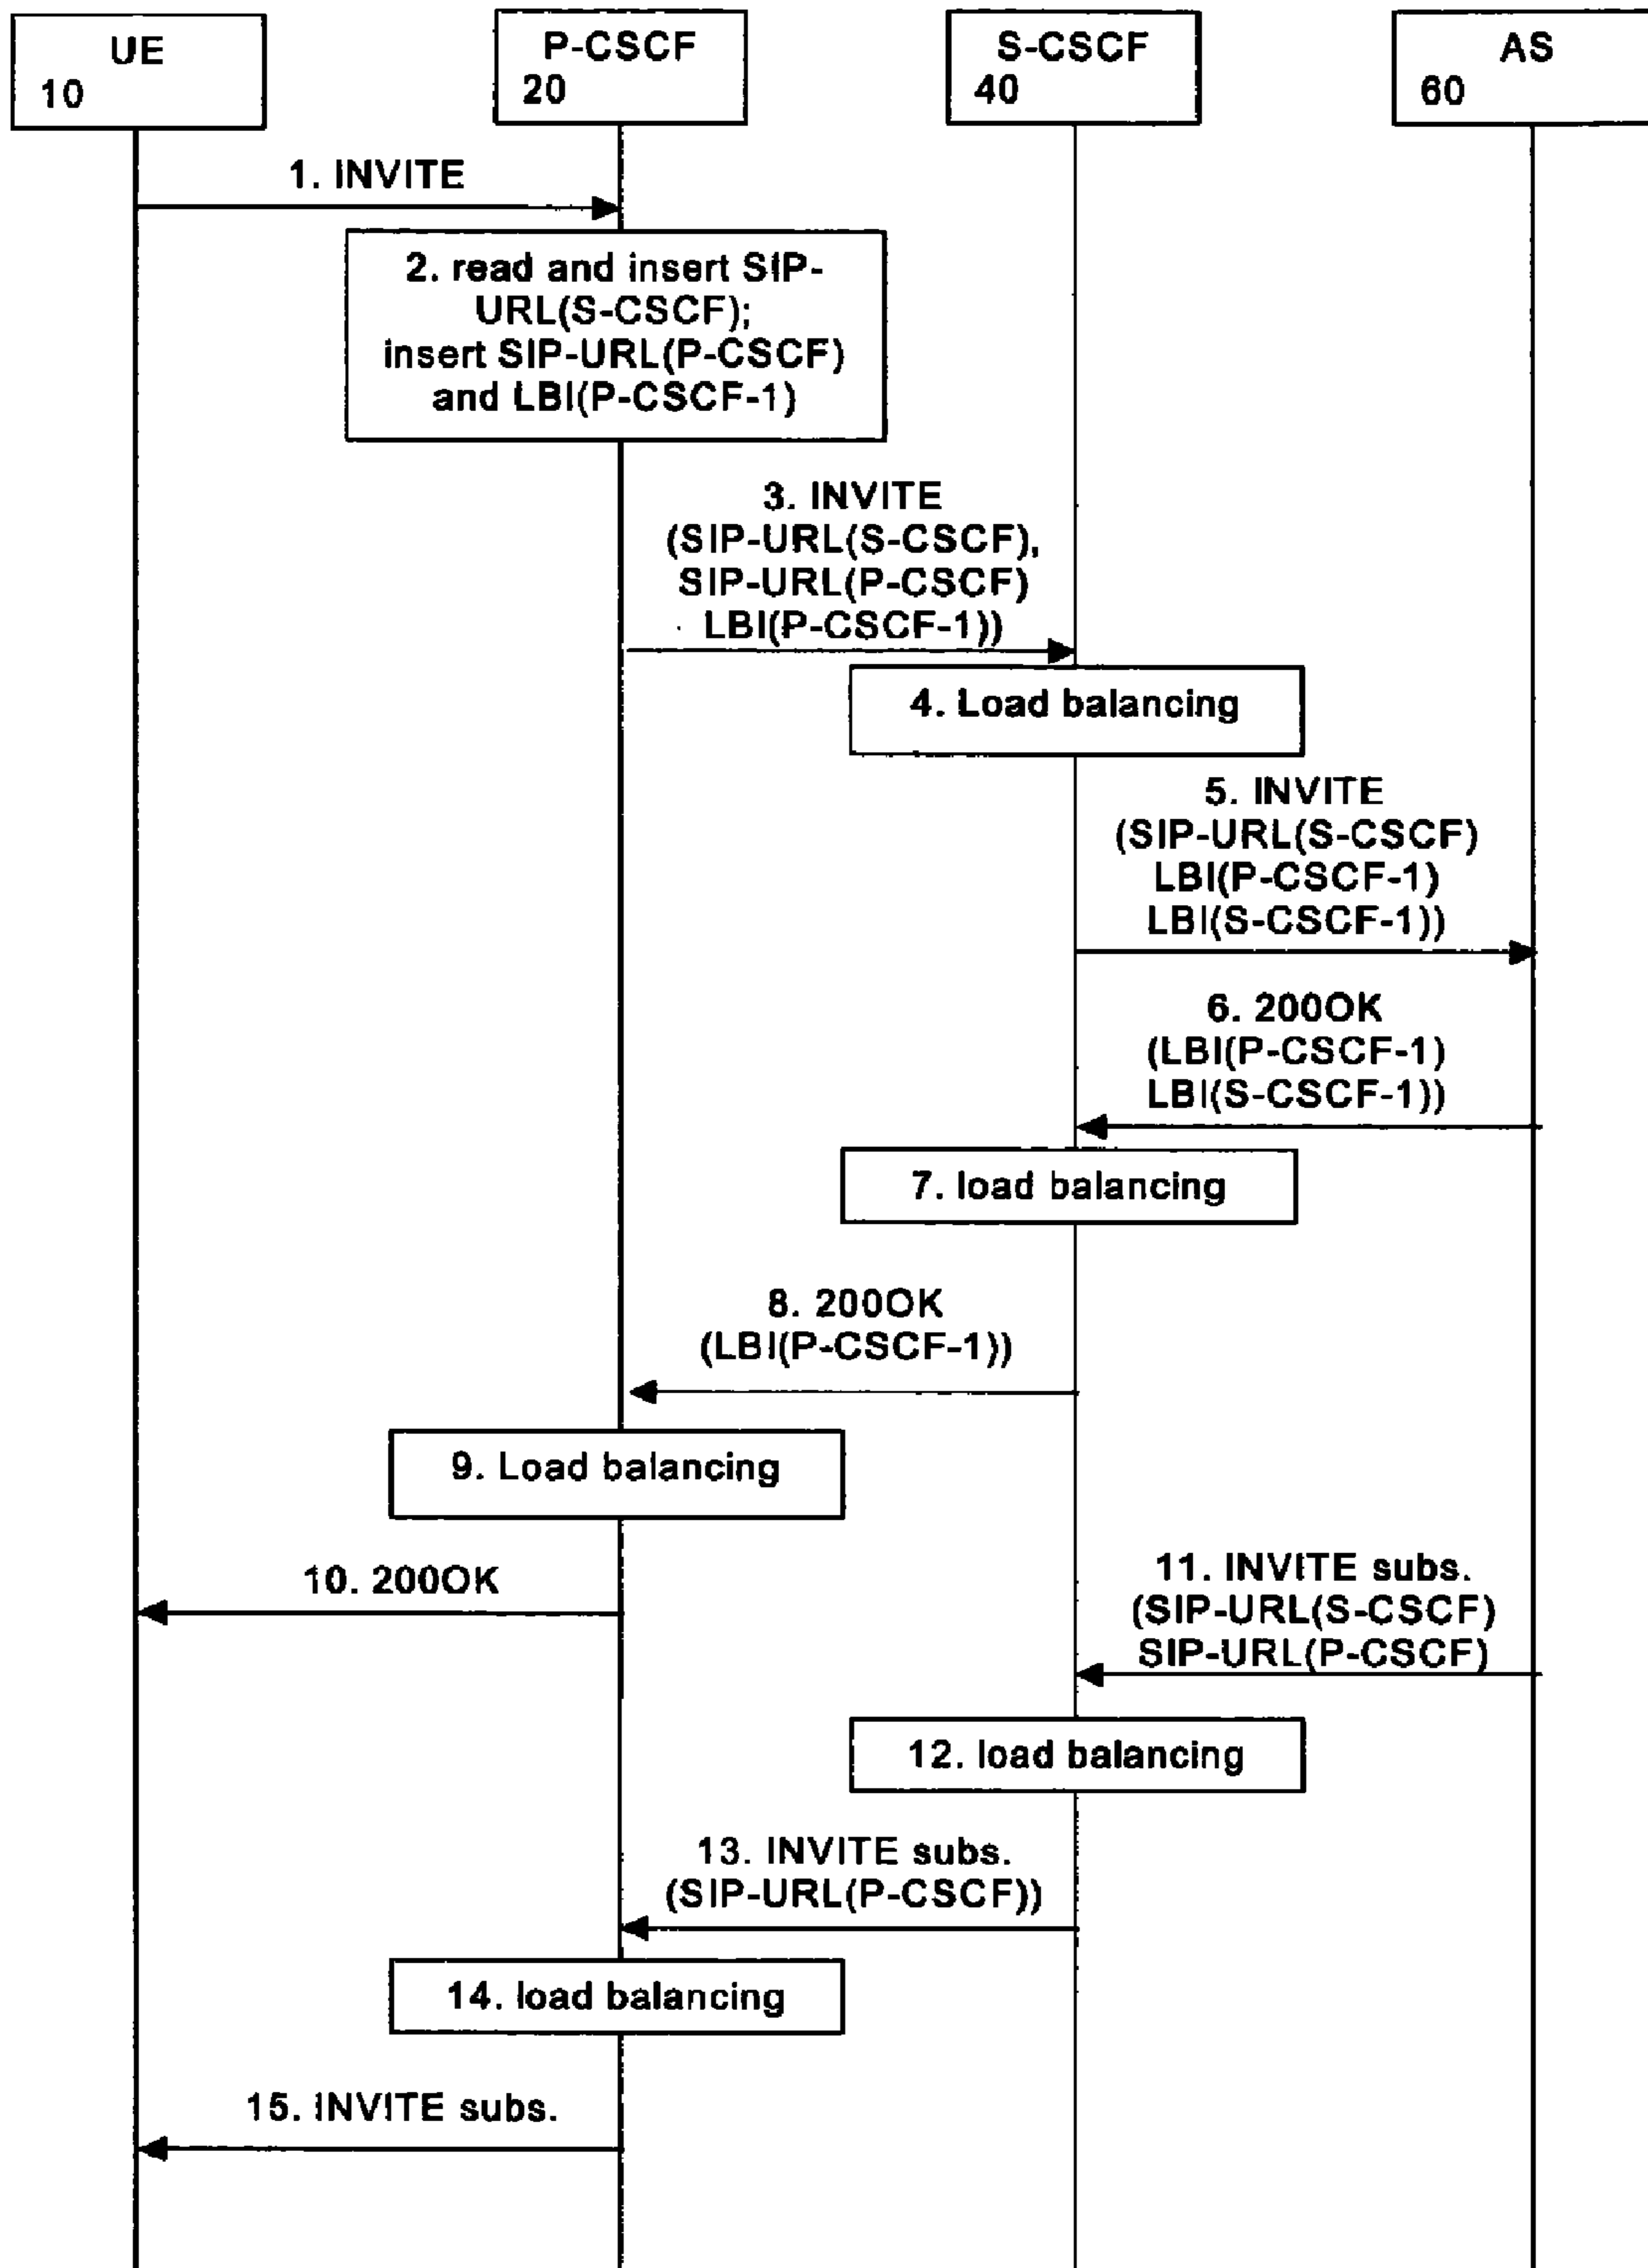 UE
10
P-CSCF
20
S-CSCF
40
AS
60
1. INVITE
2. read and insert SIP-
URL(S-CSCF);
insert SIP-URL(P-CSCF)
and LBI(P-CSCF-1)
3. INVITE
(SIP-URL(S-CSCF),
SIP-URL(P-CSCF)
LBI(P-CSCF-1))
4. Load balancing
5. INVITE
(SIP-URL(S-CSCF)
LBI(P-CSCF-1)
LBI(S-CSCF-1))
6. 200OK
(LBI(P-CSCF-1)
LBI(S-CSCF-1))
7. load balancing
8. 200OK
(LBI(P-CSCF-1))
9. Load balancing
10. 200OK
11. INVITE subs.
(SIP-URL(S-CSCF)
SIP-URL(P-CSCF)
12. load balancing
13. INVITE subs.
(SIP-URL(P-CSCF))
14. load balancing
15. INVITE subs.